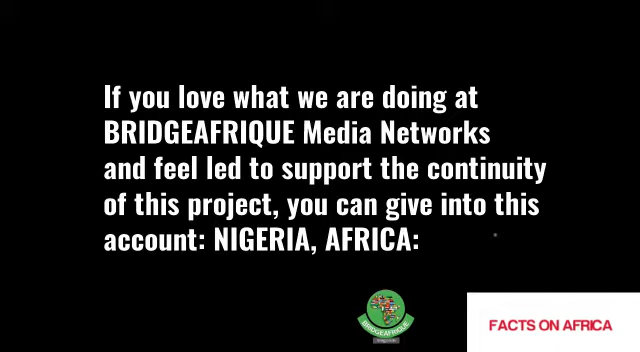 If you love what we are doing at
BRIDGEAFRIQUE Media Networks
and feel led to support the continuity
of this project, you can give into this
account: NIGERIA, AFRICA:
BRIDGEAFRIQUE
FACTS ON AFRICA